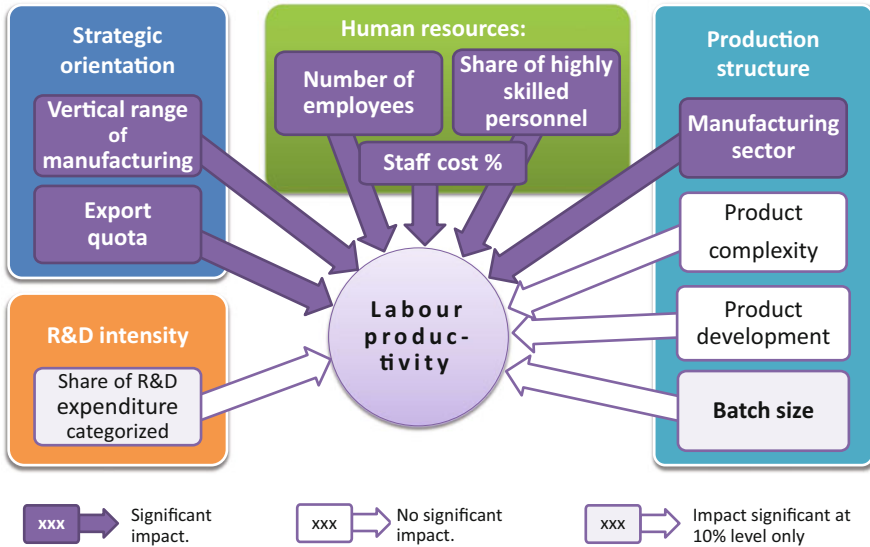 Strategic
orientation
Vertical range
of
manufacturing
Export
quota
Human resources:
Number of
employees
Share of highly
skilled
personnel
Staff cost %
Production
structure
Manufacturing
sector
Product
complexity
Product
development
Batch size
R&D intensity
Share of R&D
expenditure
categorized
Labour
produc-
tivity
xxx
Significant
impact.
xxx
No significant
impact.
xxx
Impact significant at
10% level only